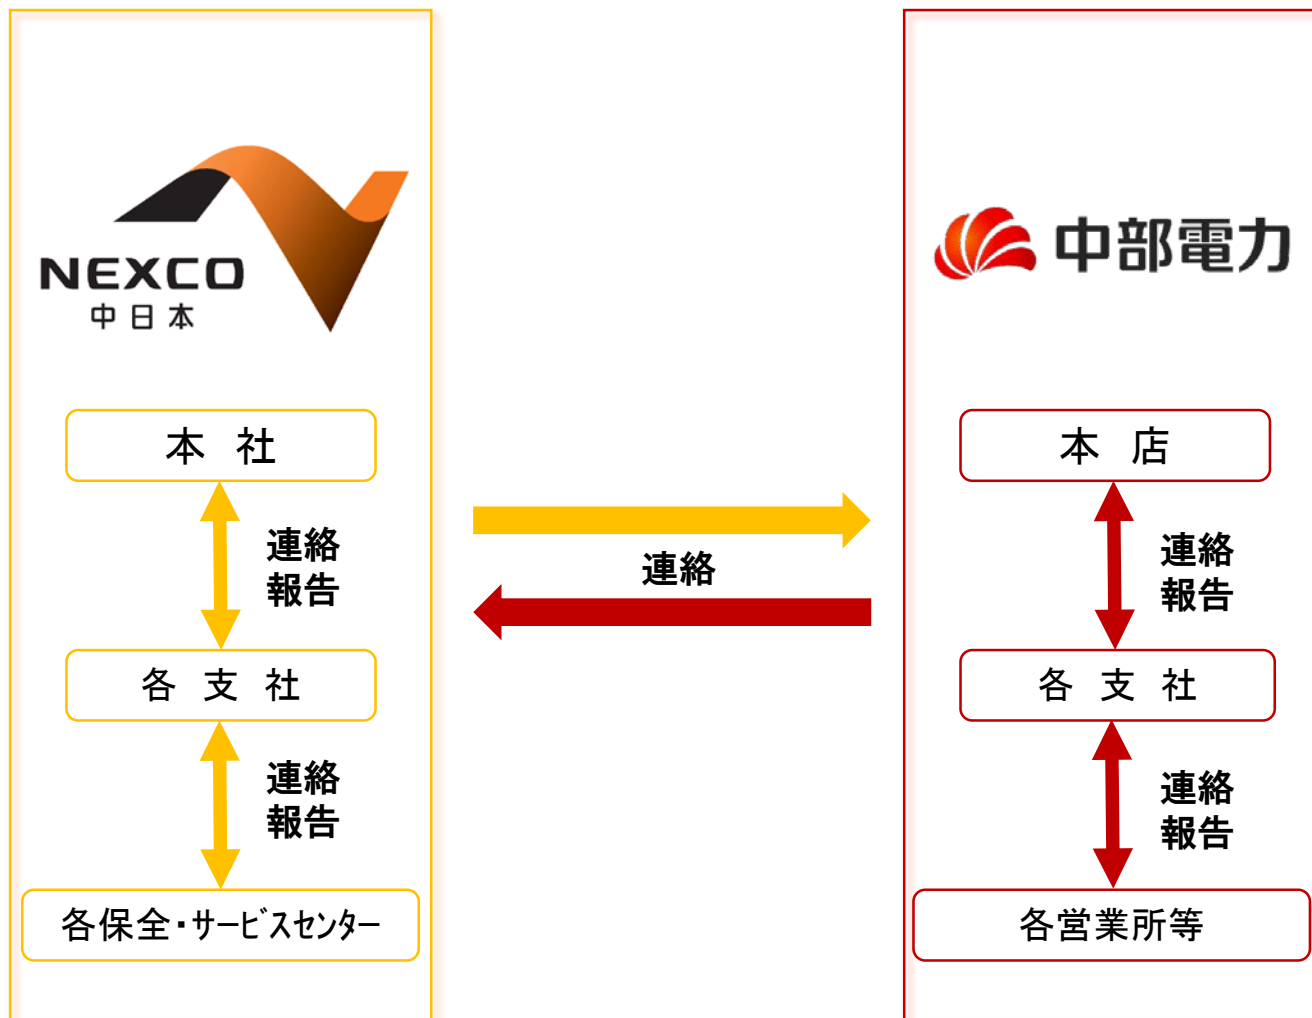 NEXCO
中日本
本 社
連絡
報告
各 支 社
連絡
報告
各保全・サービスセンター
連絡
中部電力
本 店
連絡
報告
各 支 社
連絡
報告
各営業所等